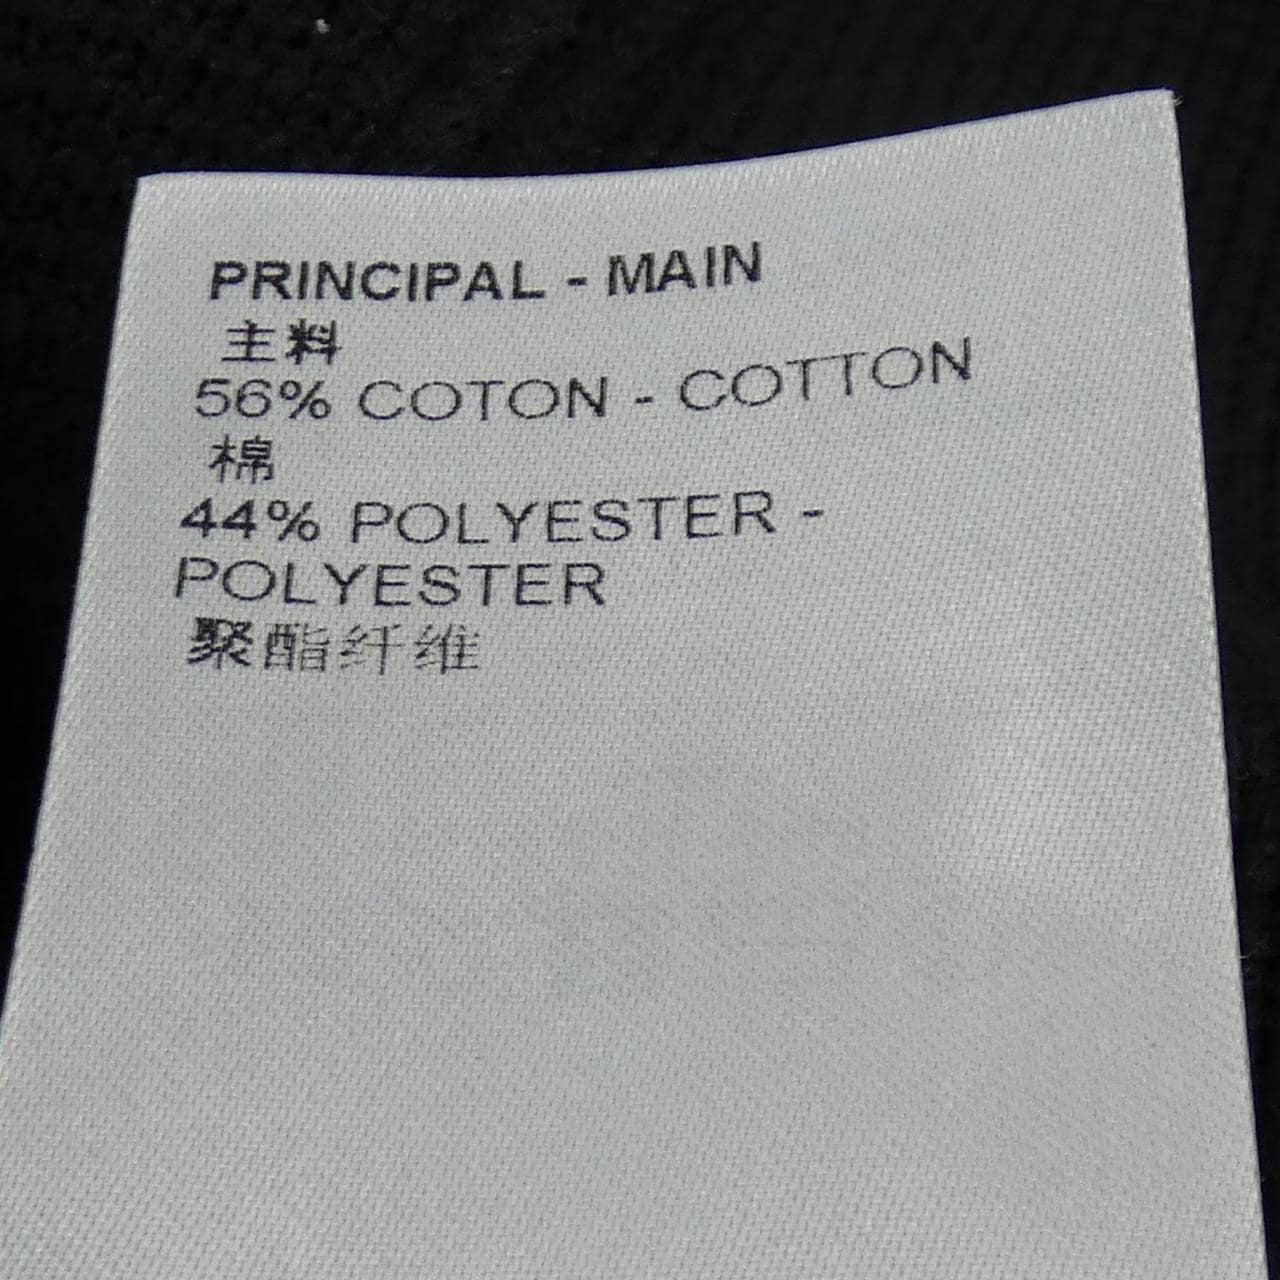 PRINCIPAL - MAIN
主料
56% COTON - COTTON
棉
44% POLYESTER -
POLYESTER
聚酯纤维